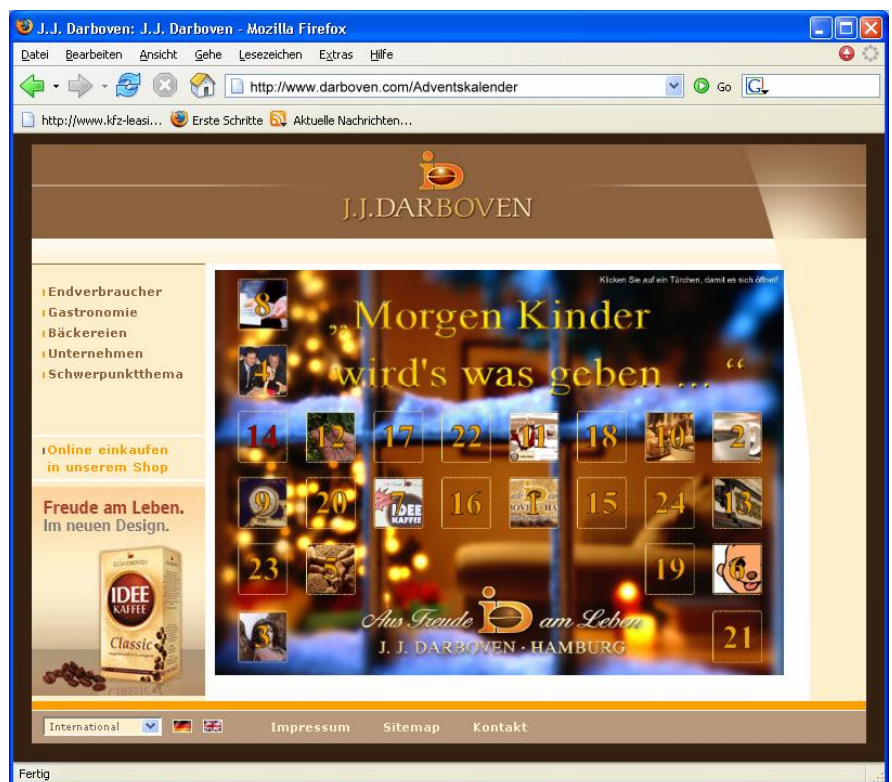 J.J. Darboven: J.J. Darboven - Mozilla Firefox
Datei Bearbeiten Ansicht Gehe Lesezeichen Extras Hilfe
http://www.darboven.com/Adventskalender
Go
G
http://www.kfz-leasi... Erste Schritte Aktuelle Nachrichten...
J.J.DARBOVEN
Endverbraucher
Gastronomie
Bäckereien
Unternehmen
Schwerpunktthema
Online einkaufen
in unserem Shop
Freude am Leben.
Im neuen Design.
J.J.DARBOVEN
IDEE
KAFFEE
Classic
Klicken Sie auf ein Türchen, damit es sich öffnet!
8
„Morgen Kinder
4
wird's was geben ... “
14 12 17 22 11 18 10 2
9 20 7 16 1 15 24 13
IDEE
KAFFEE
23 5 19 6
3
Aus Freude am Leben
J. J. DARBOVEN · HAMBURG
21
International
Impressum Sitemap Kontakt
Fertig